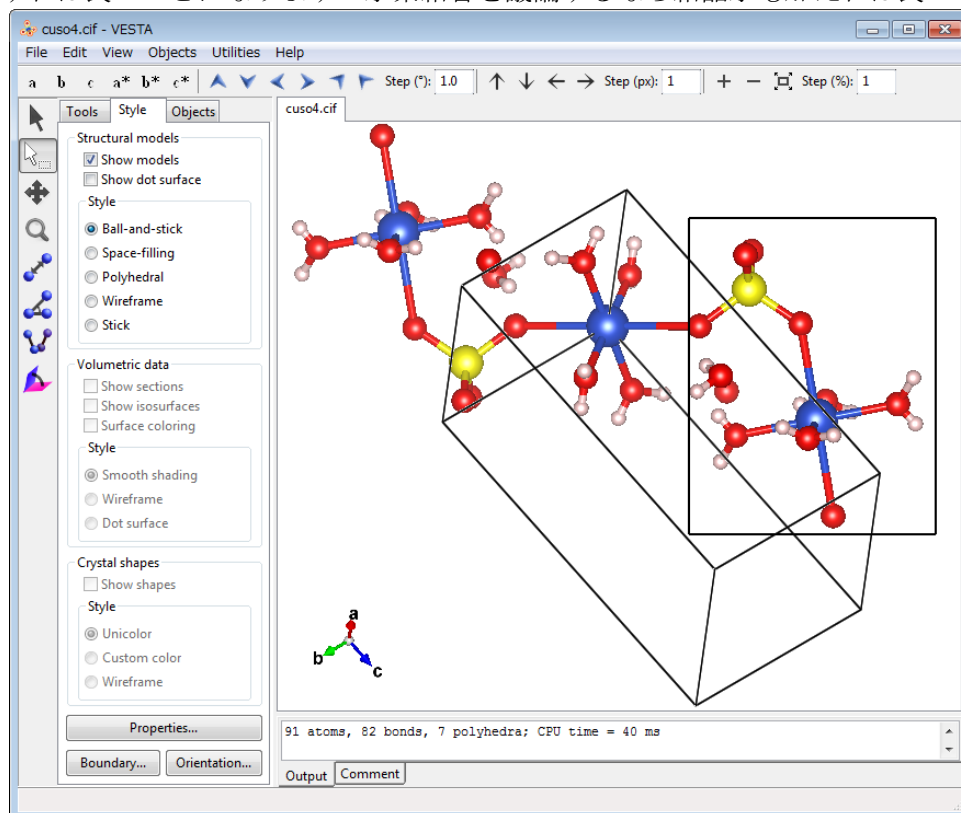 cuso4.cif - VESTA
File Edit View Objects Utilities Help
a b c a* b* c* Step (°): 1.0 Step (px): 1 Step (%): 1
Tools Style Objects
cuso4.cif
Structural models
Show models
Show dot surface
Style
Ball-and-stick
Space-filling
Polyhedral
Wireframe
Stick
Volumetric data
Show sections
Show isosurfaces
Surface coloring
Style
Smooth shading
Wireframe
Dot surface
Crystal shapes
Show shapes
Style
Unicolor
Custom color
Wireframe
a
b
c
Properties...
Boundary... Orientation...
91 atoms, 82 bonds, 7 polyhedra; CPU time = 40 ms
Output Comment